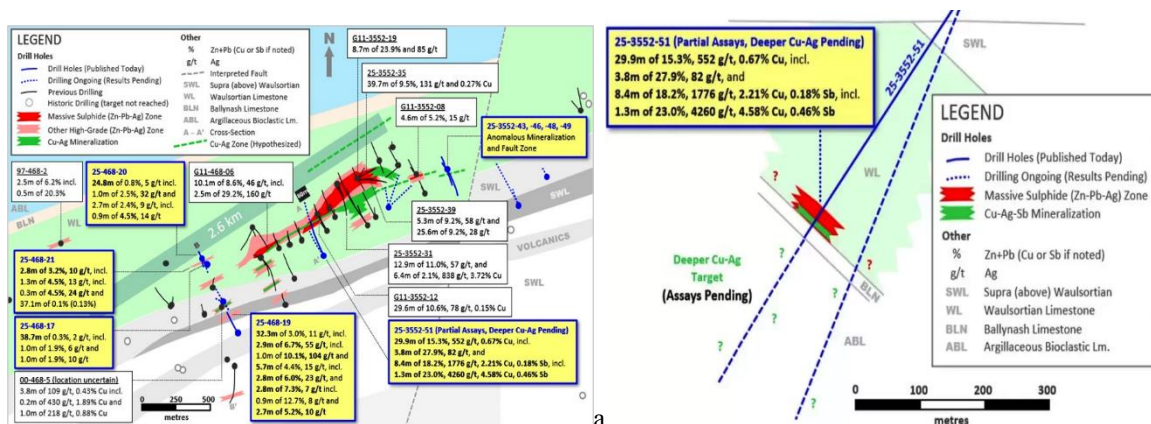 LEGEND
Drill Holes
Drill Holes (Published Today)
Drilling Ongoing (Results Pending)
Previous Drilling
Historic Drilling (target not reached)
Massive Sulphide (Zn-Pb-Ag) Zone
Other High-Grade (Zn-Pb-Ag) Zone
Cu-Ag Mineralization
Other
% Zn+Pb (Cu or Sb if noted)
g/t Ag
Interpreted Fault
SWL Supra (above) Waulsortian
WL Waulsortian Limestone
BLN Ballynash Limestone
ABL Argillaceous Bioclastic Lm.
A – A' Cross-Section
Cu-Ag Zone (Hypothesized)
N
G11-3552-19
8.7m of 23.9% and 85 g/t
25-3552-35
39.7m of 9.5%, 131 g/t and 0.27% Cu
G11-3552-08
4.6m of 5.2%, 15 g/t
25-3552-43, -46, -48, -49
Anomalous Mineralization
and Fault Zone
97-468-2
2.5m of 6.2% incl.
0.5m of 20.3%
25-468-20
24.8m of 0.8%, 5 g/t incl.
1.0m of 2.5%, 32 g/t and
2.7m of 2.4%, 9 g/t, incl.
0.9m of 4.5%, 14 g/t
G11-468-06
10.1m of 8.6%, 46 g/t, incl.
2.5m of 29.2%, 160 g/t
2.6 km
ABL
BLN
WL
SWL
SWL
SWL
VOLCANICS
A
A'
B
B'
25-3552-39
5.3m of 9.2%, 58 g/t and
25.6m of 9.2%, 28 g/t
25-3552-31
12.9m of 11.0%, 57 g/t, and
6.4m of 2.1%, 838 g/t, 3.72% Cu
G11-3552-12
29.6m of 10.6%, 78 g/t, 0.15% Cu
25-468-21
2.8m of 3.2%, 10 g/t, incl.
1.3m of 4.5%, 13 g/t, and
0.3m of 4.5%, 24 g/t and
37.1m of 0.1% (0.13%)
25-468-17
38.7m of 0.3%, 2 g/t, incl.
1.0m of 1.9%, 6 g/t and
1.0m of 1.9%, 10 g/t
00-468-5 (location uncertain)
3.8m of 109 g/t, 0.43% Cu incl.
0.2m of 430 g/t, 1.89% Cu and
1.0m of 218 g/t, 0.88% Cu
25-468-19
32.3m of 3.0%, 11 g/t, incl.
2.9m of 6.7%, 55 g/t, incl.
1.0m of 10.1%, 104 g/t and
5.7m of 4.4%, 15 g/t, incl.
2.8m of 6.0%, 23 g/t, and
2.8m of 7.3%, 7 g/t incl.
0.9m of 12.7%, 8 g/t and
2.7m of 5.2%, 10 g/t
25-3552-51 (Partial Assays, Deeper Cu-Ag Pending)
29.9m of 15.3%, 552 g/t, 0.67% Cu, incl.
3.8m of 27.9%, 82 g/t, and
8.4m of 18.2%, 1776 g/t, 2.21% Cu, 0.18% Sb, incl.
1.3m of 23.0%, 4260 g/t, 4.58% Cu, 0.46% Sb
0 250 500
metres
a
25-3552-51 (Partial Assays, Deeper Cu-Ag Pending)
29.9m of 15.3%, 552 g/t, 0.67% Cu, incl.
3.8m of 27.9%, 82 g/t, and
8.4m of 18.2%, 1776 g/t, 2.21% Cu, 0.18% Sb, incl.
1.3m of 23.0%, 4260 g/t, 4.58% Cu, 0.46% Sb
25-3552-51
SWL
WL
?
?
BLN
Deeper Cu-Ag
Target
(Assays Pending)
?
?
?
?
ABL
?
LEGEND
Drill Holes
Drill Holes (Published Today)
Drilling Ongoing (Results Pending)
Massive Sulphide (Zn-Pb-Ag) Zone
Cu-Ag-Sb Mineralization
Other
% Zn+Pb (Cu or Sb if noted)
g/t Ag
SWL Supra (above) Waulsortian
WL Waulsortian Limestone
BLN Ballynash Limestone
ABL Argillaceous Bioclastic Lm.
0 100 200 300
metres